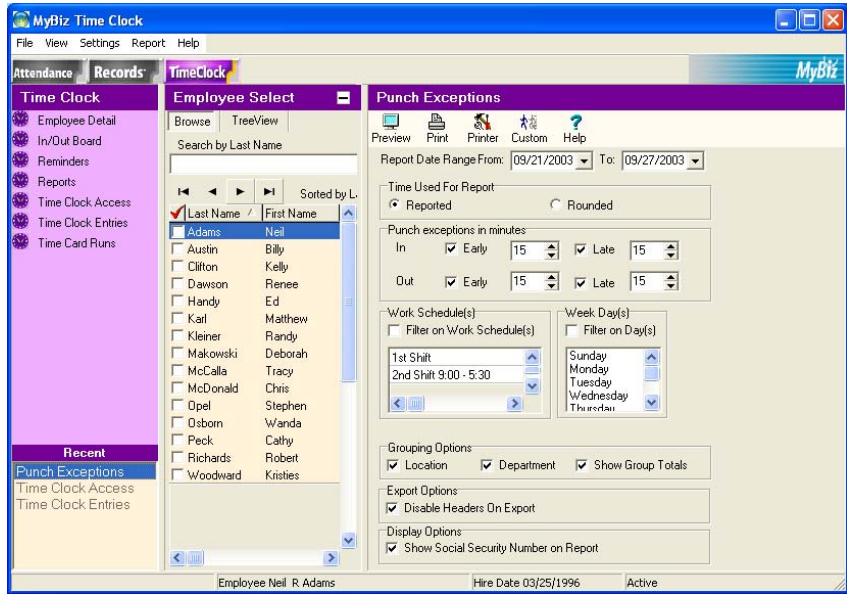 MyBiz Time Clock
File View Settings Report Help
Attendance Records TimeClock MyBiz
Time Clock
Employee Detail
In/Out Board
Reminders
Reports
Time Clock Access
Time Clock Entries
Time Card Runs
Recent
Punch Exceptions
Time Clock Access
Time Clock Entries
Employee Select
Browse TreeView
Search by Last Name
Sorted by L.
Last Name First Name
Adams Neil
Austin Billy
Clifton Kelly
Dawson Renee
Handy Ed
Karl Matthew
Kleiner Randy
Makowski Deborah
McCalla Tracy
McDonald Chris
Opel Stephen
Osborn Wanda
Peck Cathy
Richards Robert
Woodward Kristies
Punch Exceptions
Preview Print Printer Custom Help
Report Date Range From: 09/21/2003 To: 09/27/2003
Time Used For Report
Reported Rounded
Punch exceptions in minutes
In Early 15 Late 15
Out Early 15 Late 15
Work Schedule(s)
Filter on Work Schedule(s)
1st Shift
2nd Shift 9:00 - 5:30
Week Day(s)
Filter on Day(s)
Sunday
Monday
Tuesday
Wednesday
Thursday
Grouping Options
Location Department Show Group Totals
Export Options
Disable Headers On Export
Display Options
Show Social Security Number on Report
Employee Neil R Adams Hire Date 03/25/1996 Active